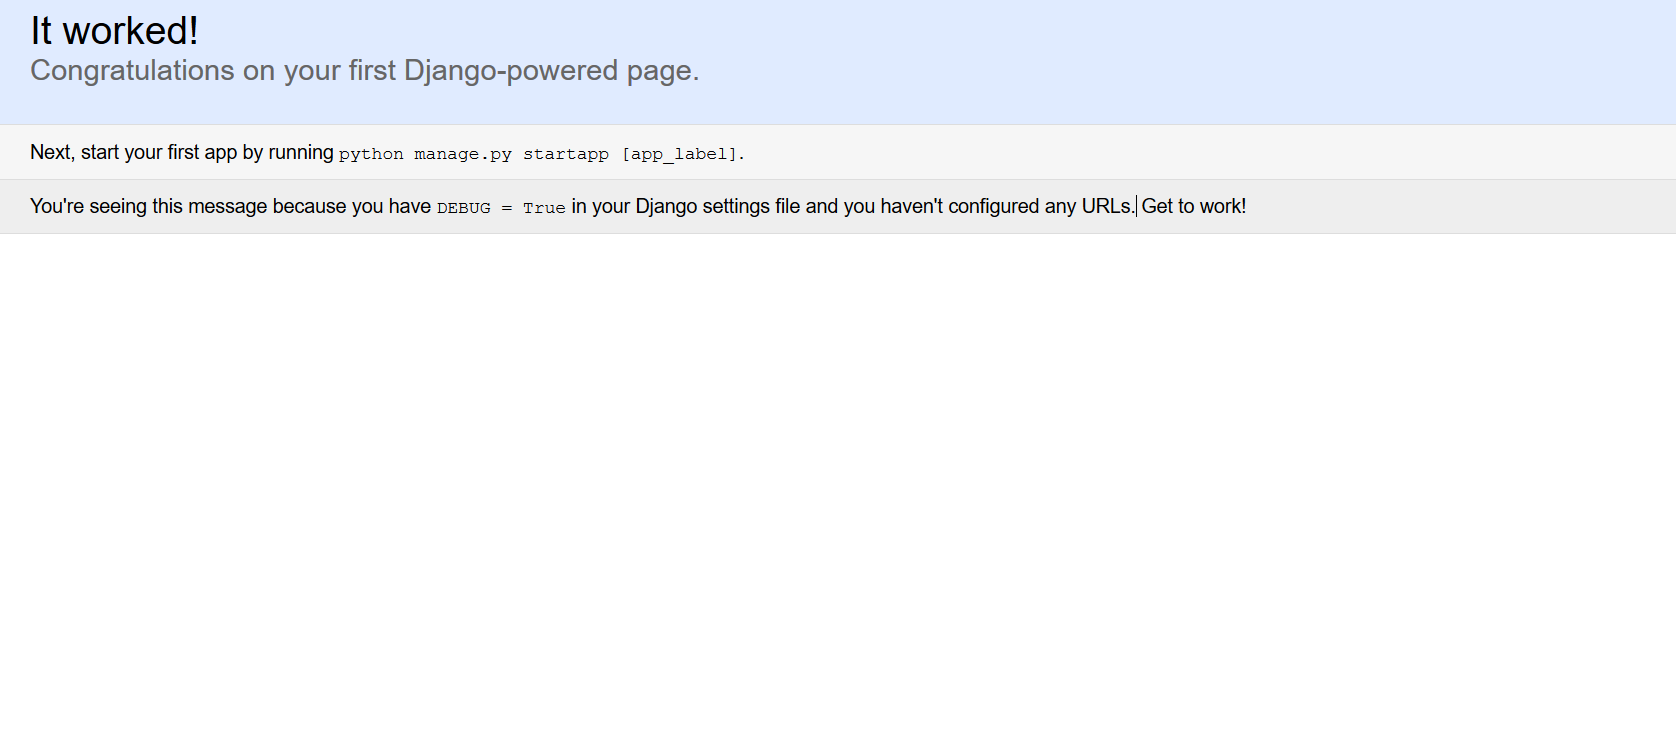 It worked!
Congratulations on your first Django-powered page.
Next, start your first app by running python manage.py startapp [app_label].
You're seeing this message because you have DEBUG = True in your Django settings file and you haven't configured any URLs. Get to work!